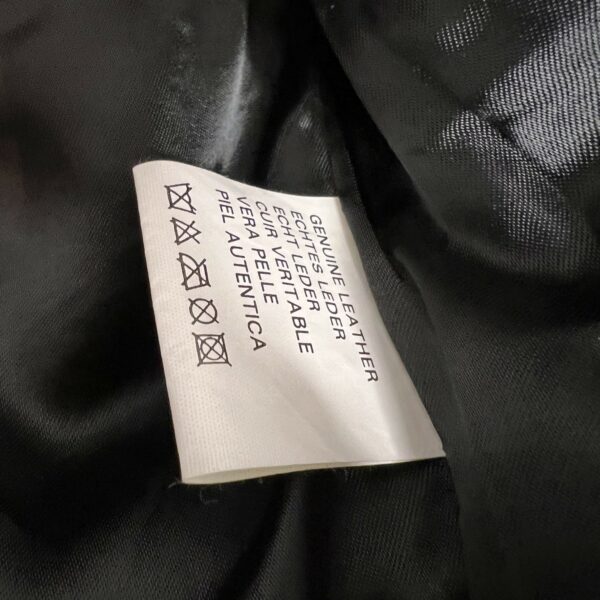 GENUINE LEATHER
ECHTES LEDER
ECHT LEDER
CUIR VERITABLE
VERA PELLE
PIEL AUTENTICA